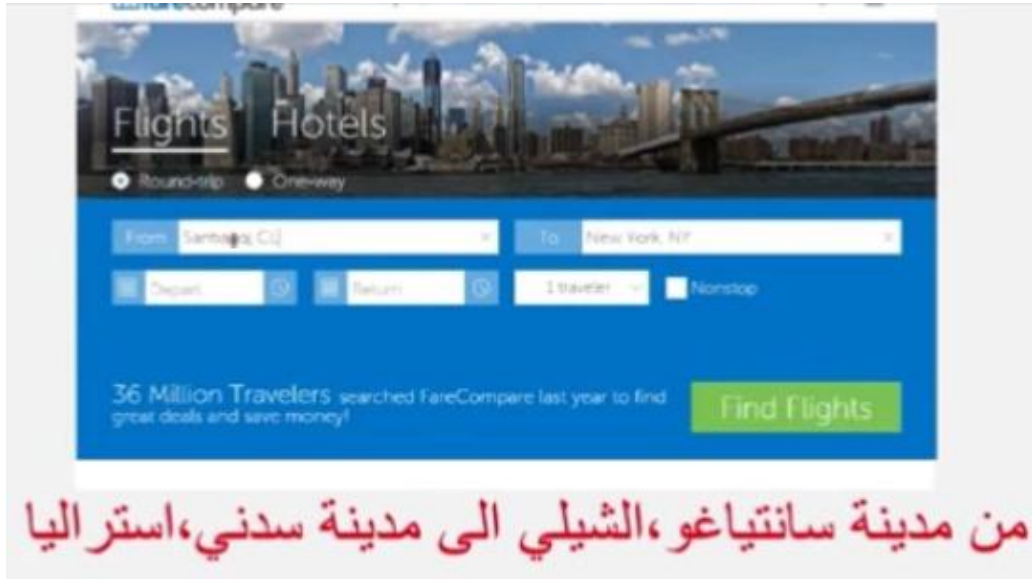 farecompare
Flights Hotels
Round-trip One-way
From Santiago, CL To New York, NY
Depart Return 1 traveler Nonstop
36 Million Travelers searched FareCompare last year to find
great deals and save money!
Find Flights
من مدينة سانتياغو،الشيلي الى مدينة سدني،استراليا